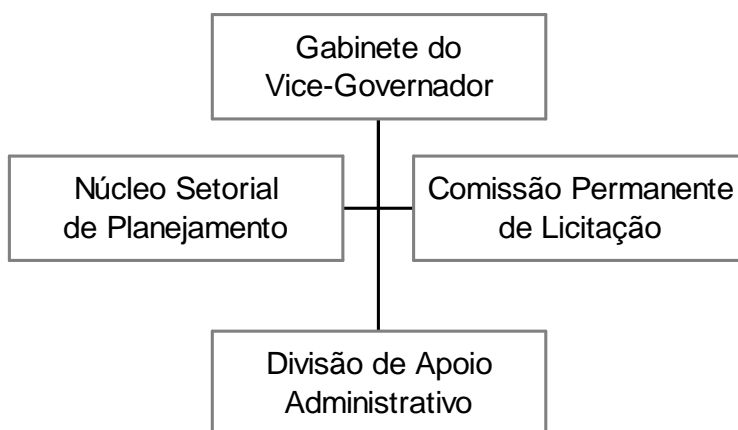 Gabinete do
Vice-Governador
Núcleo Setorial
de Planejamento
Comissão Permanente
de Licitação
Divisão de Apoio
Administrativo